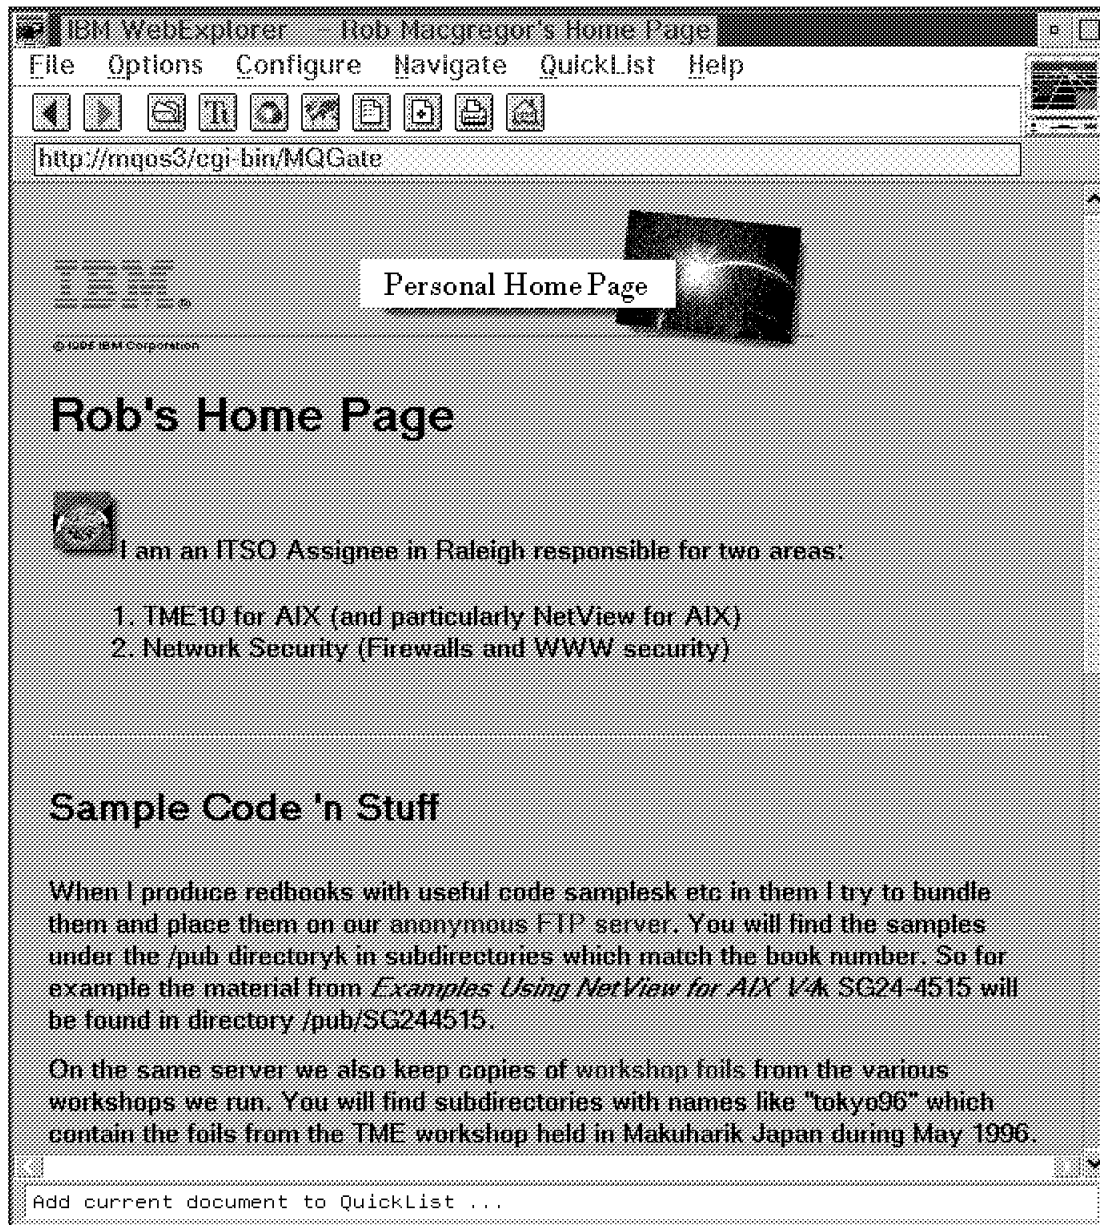 IBM WebExplorer - Rob Macgregor's Home Page
File Options Configure Navigate QuickList Help
http://mqos3/cgi-bin/MQGate
IBM ®
Personal Home Page
© 1996 IBM Corporation
Rob's Home Page
I am an ITSO Assignee in Raleigh responsible for two areas:
1. TME10 for AIX (and particularly NetView for AIX)
2. Network Security (Firewalls and WWW security)
Sample Code 'n Stuff
When I produce redbooks with useful code samplesk etc in them I try to bundle
them and place them on our anonymous FTP server. You will find the samples
under the /pub directoryk in subdirectories which match the book number. So for
example the material from Examples Using NetView for AIX V4k SG24-4515 will
be found in directory /pub/SG244515.
On the same server we also keep copies of workshop foils from the various
workshops we run. You will find subdirectories with names like "tokyo96" which
contain the foils from the TME workshop held in Makuharik Japan during May 1996.
Add current document to QuickList ...